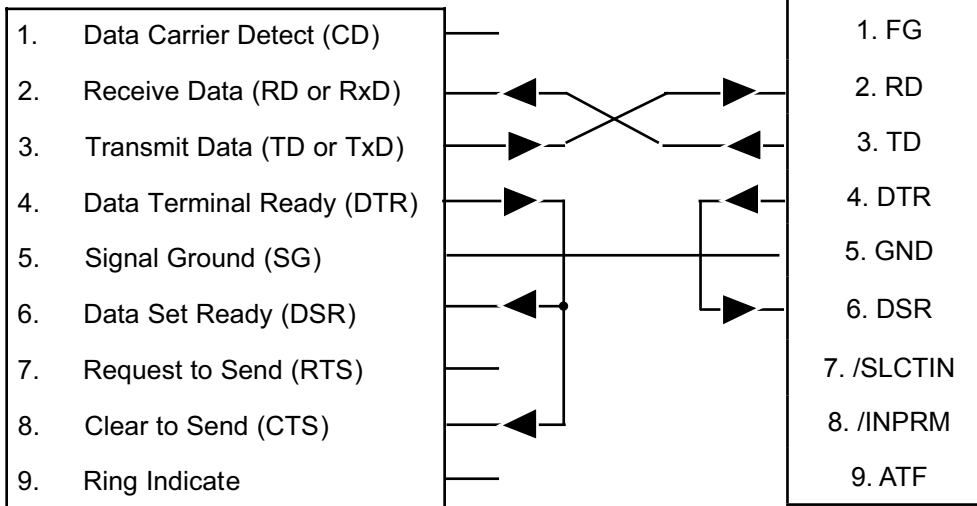 1. Data Carrier Detect (CD)
2. Receive Data (RD or RxD)
3. Transmit Data (TD or TxD)
4. Data Terminal Ready (DTR)
5. Signal Ground (SG)
6. Data Set Ready (DSR)
7. Request to Send (RTS)
8. Clear to Send (CTS)
9. Ring Indicate
1. FG
2. RD
3. TD
4. DTR
5. GND
6. DSR
7. /SLCTIN
8. /INPRM
9. ATF